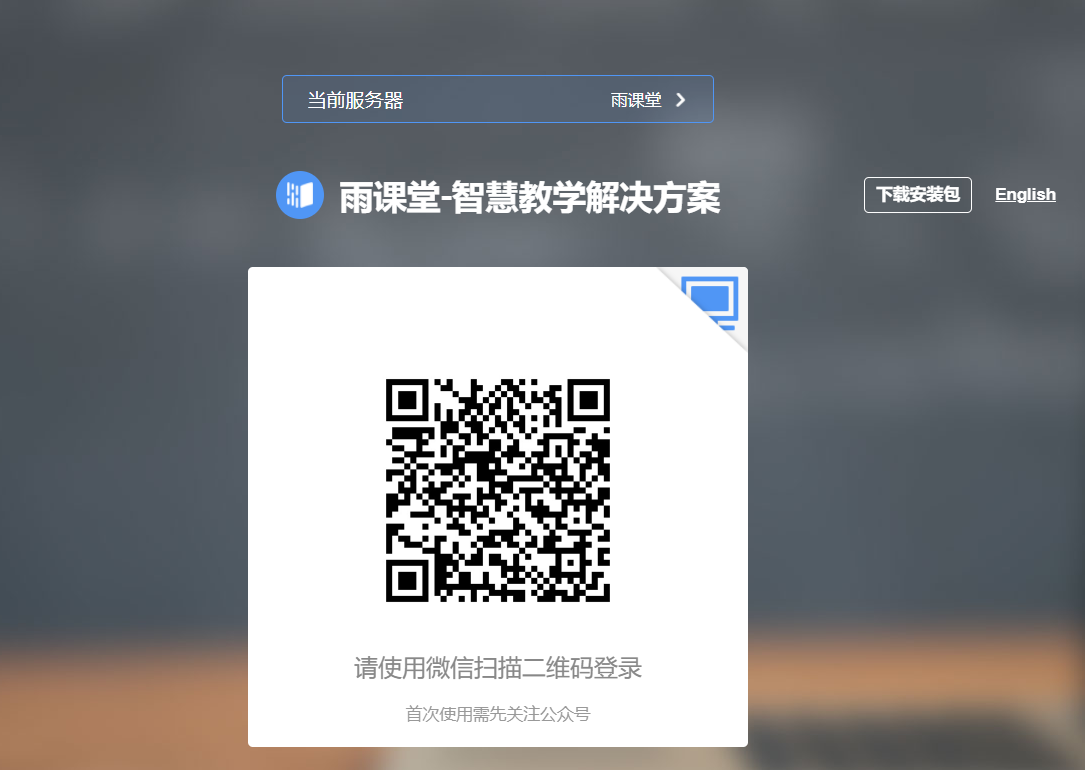 当前服务器 雨课堂
雨课堂-智慧教学解决方案
下载安装包 English
请使用微信扫描二维码登录
首次使用需先关注公众号